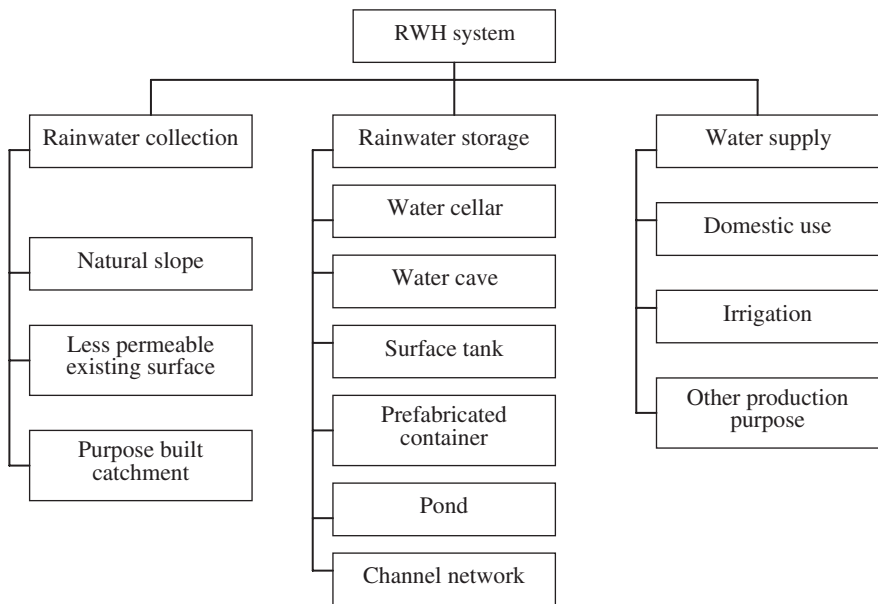 RWH system
Rainwater collection
Natural slope
Less permeable
existing surface
Purpose built
catchment
Rainwater storage
Water cellar
Water cave
Surface tank
Prefabricated
container
Pond
Channel network
Water supply
Domestic use
Irrigation
Other production
purpose